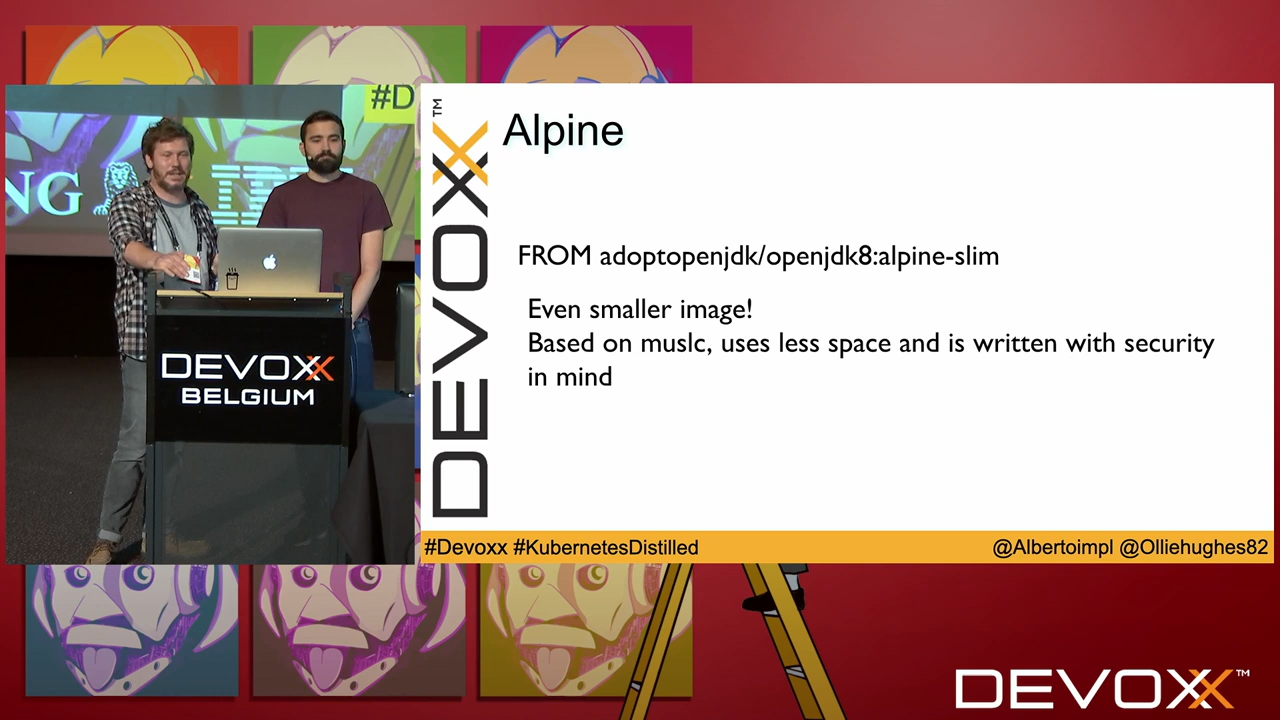 #D
NG
IBM
DEVOXX
BELGIUM
DEVOXX™
Alpine
FROM adoptopenjdk/openjdk8:alpine-slim
Even smaller image!
Based on muslc, uses less space and is written with security
in mind
#Devoxx #KubernetesDistilled
@Albertoimpl @Olliehughes82
DEVOXX™